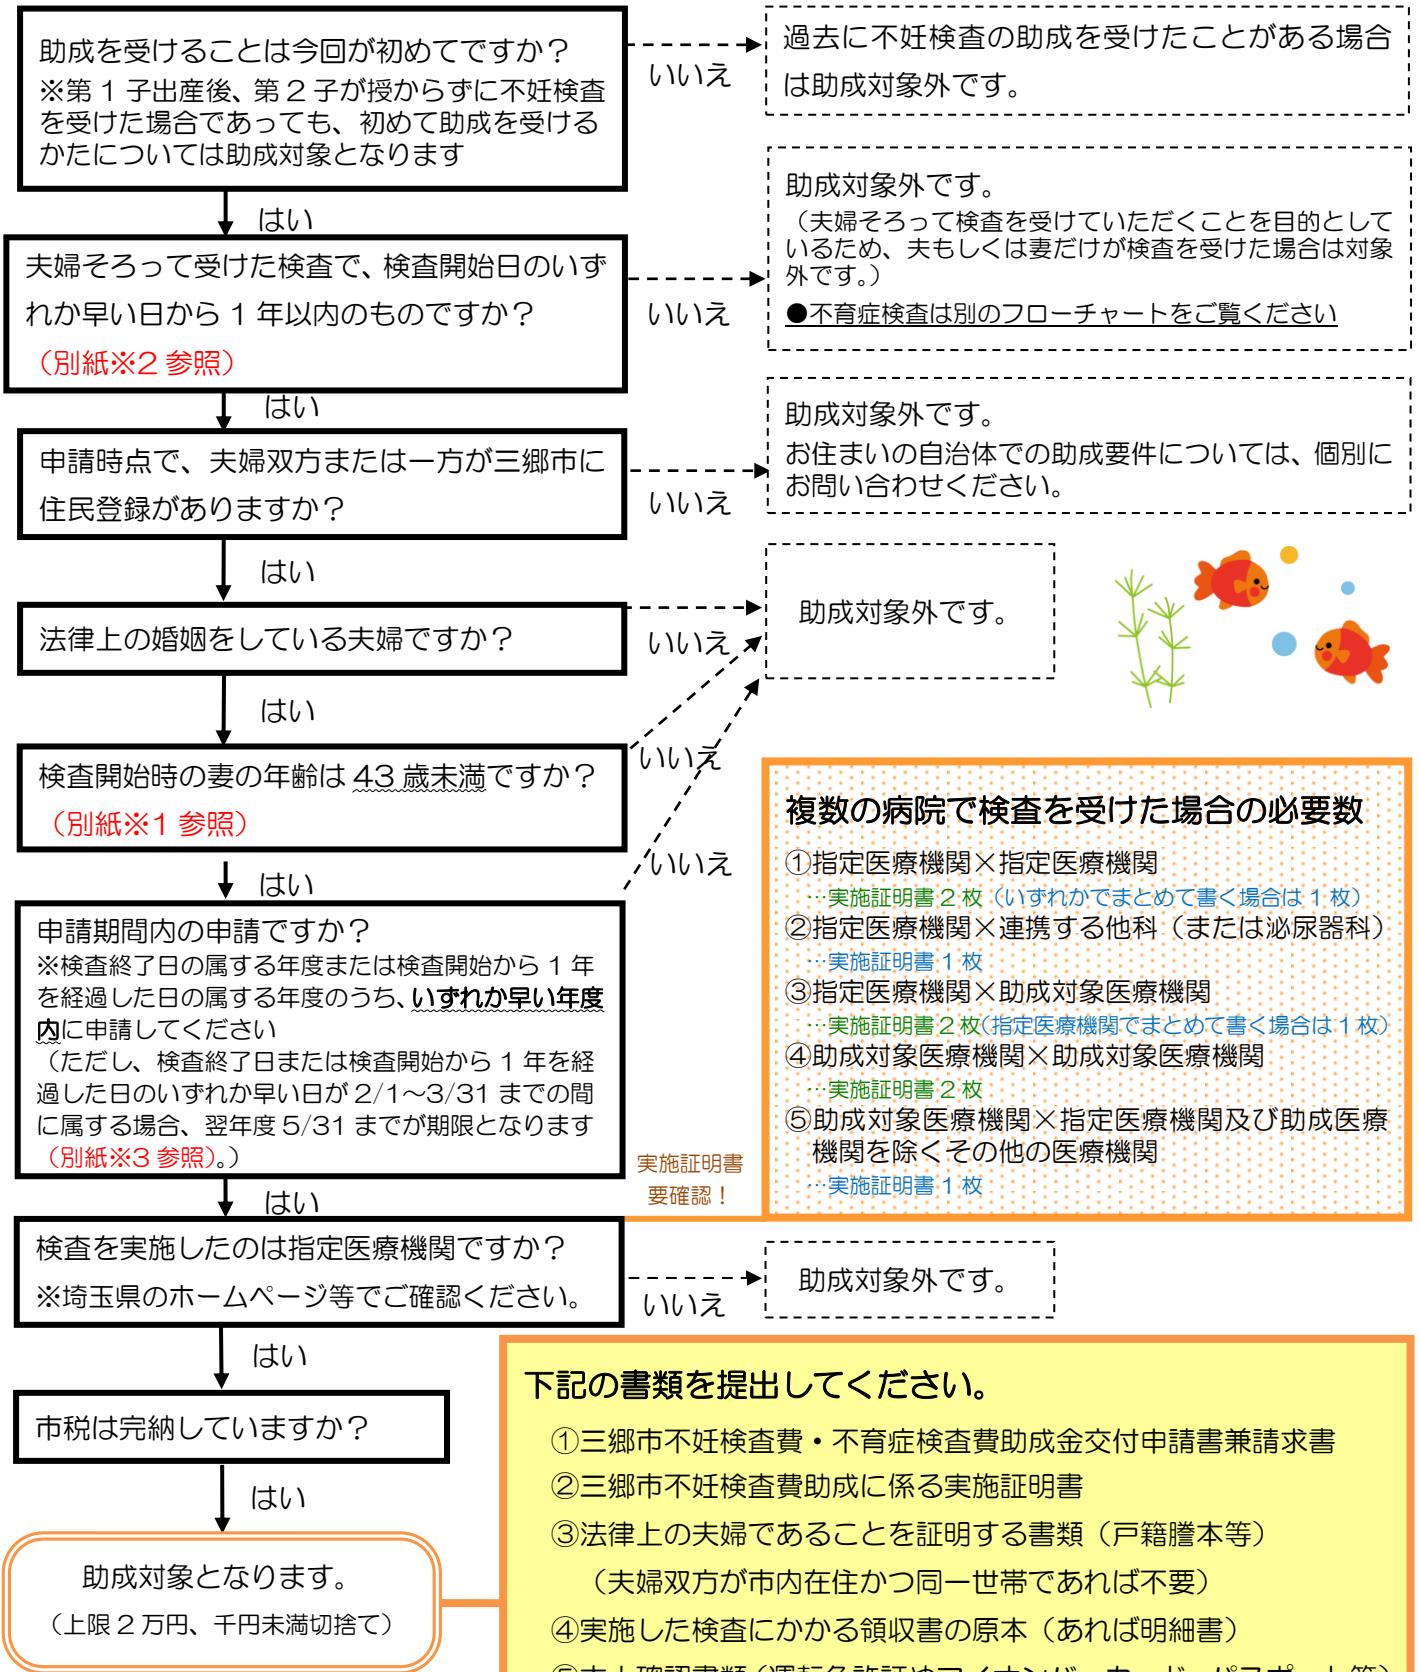 助成を受けることは今回が初めてですか？
※第１子出産後、第２子が授からずに不妊検査
を受けた場合であっても、初めて助成を受ける
かたについては助成対象となります
いいえ
過去に不妊検査の助成を受けたことがある場合
は助成対象外です。
はい
夫婦そろって受けた検査で、検査開始日のいず
れか早い日から１年以内のものですか？
（別紙※２参照）
いいえ
助成対象外です。
（夫婦そろって検査を受けていただくことを目的として
いるため、夫もしくは妻だけが検査を受けた場合は対象
外です。）
●不育症検査は別のフローチャートをご覧ください
はい
申請時点で、夫婦双方または一方が三郷市に
住民登録がありますか？
いいえ
助成対象外です。
お住まいの自治体での助成要件については、個別に
お問い合わせください。
はい
法律上の婚姻をしている夫婦ですか？
いいえ
助成対象外です。
はい
検査開始時の妻の年齢は43歳未満ですか？
（別紙※１参照）
いいえ
はい
いいえ
申請期間内の申請ですか？
※検査終了日の属する年度または検査開始から１年
を経過した日の属する年度のうち、いずれか早い年度
内に申請してください
（ただし、検査終了日または検査開始から１年を経
過した日のいずれか早い日が2/1～3/31までの間
に属する場合、翌年度5/31までが期限となります
（別紙※３参照）。）
複数の病院で検査を受けた場合の必要数
①指定医療機関×指定医療機関
…実施証明書２枚（いずれかでまとめて書く場合は１枚）
②指定医療機関×連携する他科（または泌尿器科）
…実施証明書１枚
③指定医療機関×助成対象医療機関
…実施証明書２枚（指定医療機関でまとめて書く場合は１枚）
④助成対象医療機関×助成対象医療機関
…実施証明書２枚
⑤助成対象医療機関×指定医療機関及び助成医療
機関を除くその他の医療機関
…実施証明書１枚
実施証明書
要確認！
はい
検査を実施したのは指定医療機関ですか？
※埼玉県のホームページ等でご確認ください。
いいえ
助成対象外です。
はい
市税は完納していますか？
はい
助成対象となります。
（上限２万円、千円未満切捨て）
下記の書類を提出してください。
①三郷市不妊検査費・不育症検査費助成金交付申請書兼請求書
②三郷市不妊検査費助成に係る実施証明書
③法律上の夫婦であることを証明する書類（戸籍謄本等）
（夫婦双方が市内在住かつ同一世帯であれば不要）
④実施した検査にかかる領収書の原本（あれば明細書）
⑤本人確認書類（運転免許証やマイナンバーカード、パスポート等）